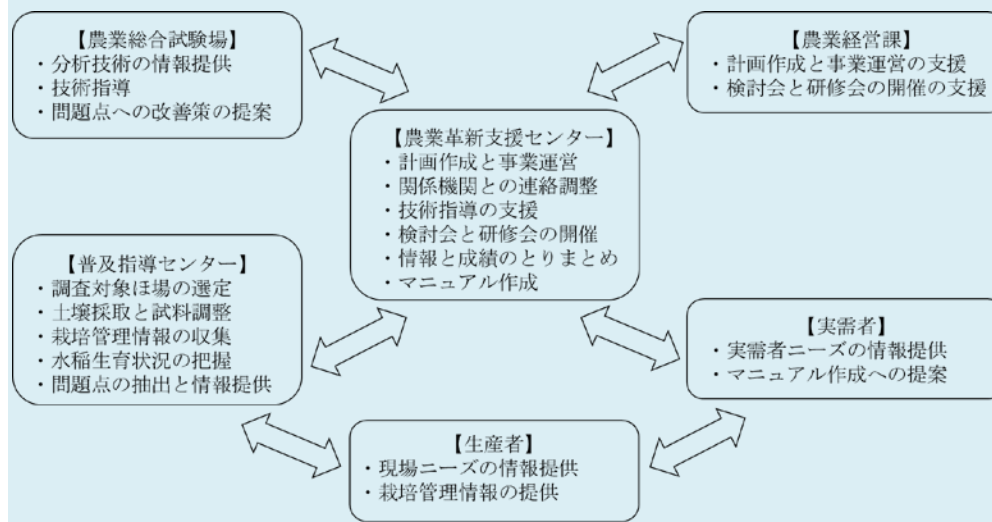 【農業総合試験場】
・分析技術の情報提供
・技術指導
・問題点への改善策の提案
【農業経営課】
・計画作成と事業運営の支援
・検討会と研修会の開催の支援
【農業革新支援センター】
・計画作成と事業運営
・関係機関との連絡調整
・技術指導の支援
・検討会と研修会の開催
・情報と成績のとりまとめ
・マニュアル作成
【普及指導センター】
・調査対象ほ場の選定
・土壌採取と試料調整
・栽培管理情報の収集
・水稲生育状況の把握
・問題点の抽出と情報提供
【実需者】
・実需者ニーズの情報提供
・マニュアル作成への提案
【生産者】
・現場ニーズの情報提供
・栽培管理情報の提供